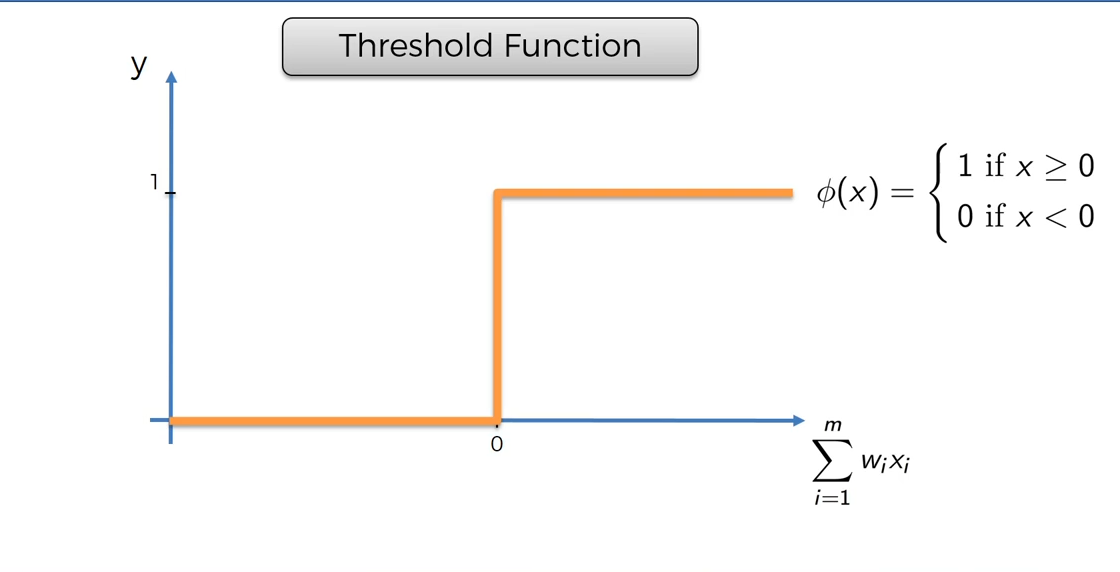 Threshold Function
y
1
ϕ(x) = { 1 if x ≥ 0
0 if x < 0
0
m
∑ wᵢxᵢ
i=1